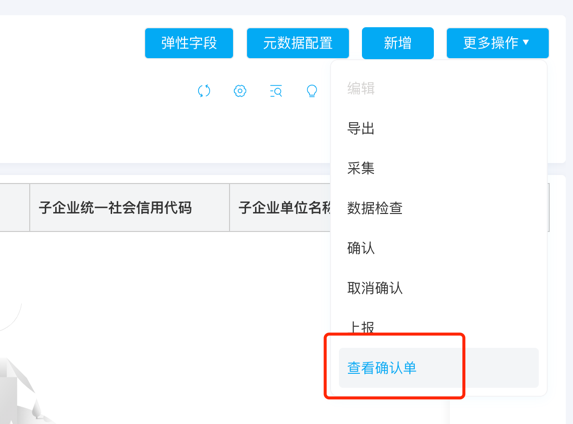 弹性字段 元数据配置 新增 更多操作
编辑
导出
采集
子企业统一社会信用代码 子企业单位名称 数据检查
确认
取消确认
上报
查看确认单